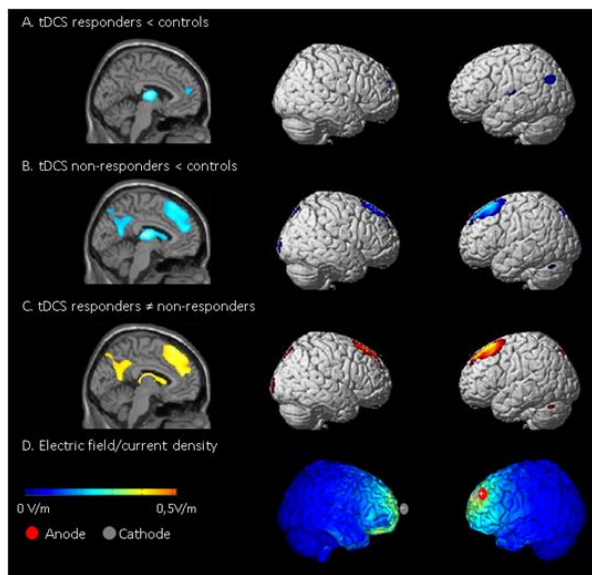 A. tDCS responders < controls
B. tDCS non-responders < controls
C. tDCS responders ≠ non-responders
D. Electric field/current density
0 V/m 0,5V/m
Anode Cathode